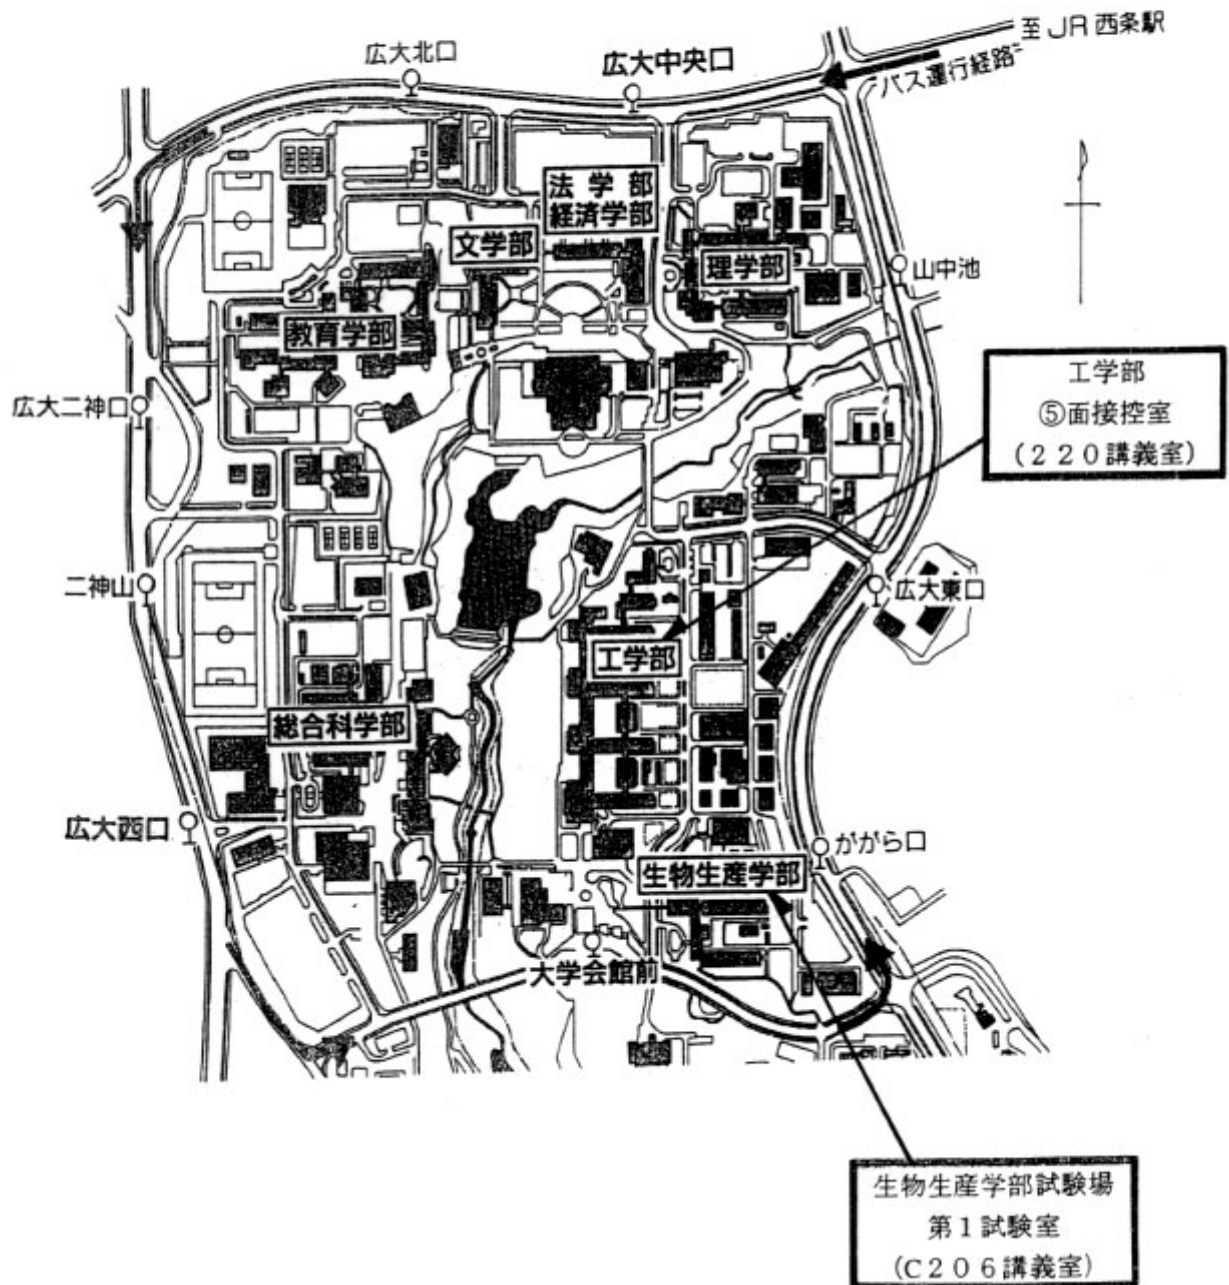 至JR西条駅
バス運行経路
広大北口
広大中央口
法学部
経済学部
文学部
理学部
山中池
教育学部
工学部
⑤面接控室
(220講義室)
広大二神口
二神山
広大東口
工学部
総合科学部
広大西口
ががら口
生物生産学部
大学会館前
生物生産学部試験場
第1試験室
(C206講義室)